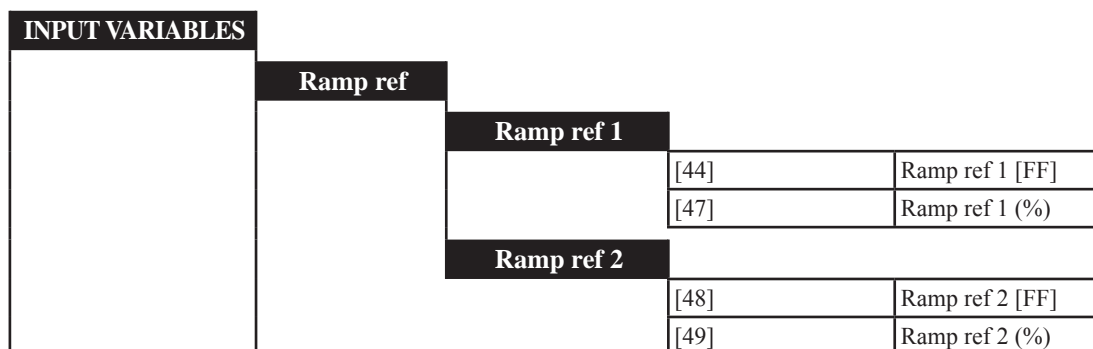 INPUT VARIABLES
Ramp ref
Ramp ref 1
[44] Ramp ref 1 [FF]
[47] Ramp ref 1 (%)
Ramp ref 2
[48] Ramp ref 2 [FF]
[49] Ramp ref 2 (%)